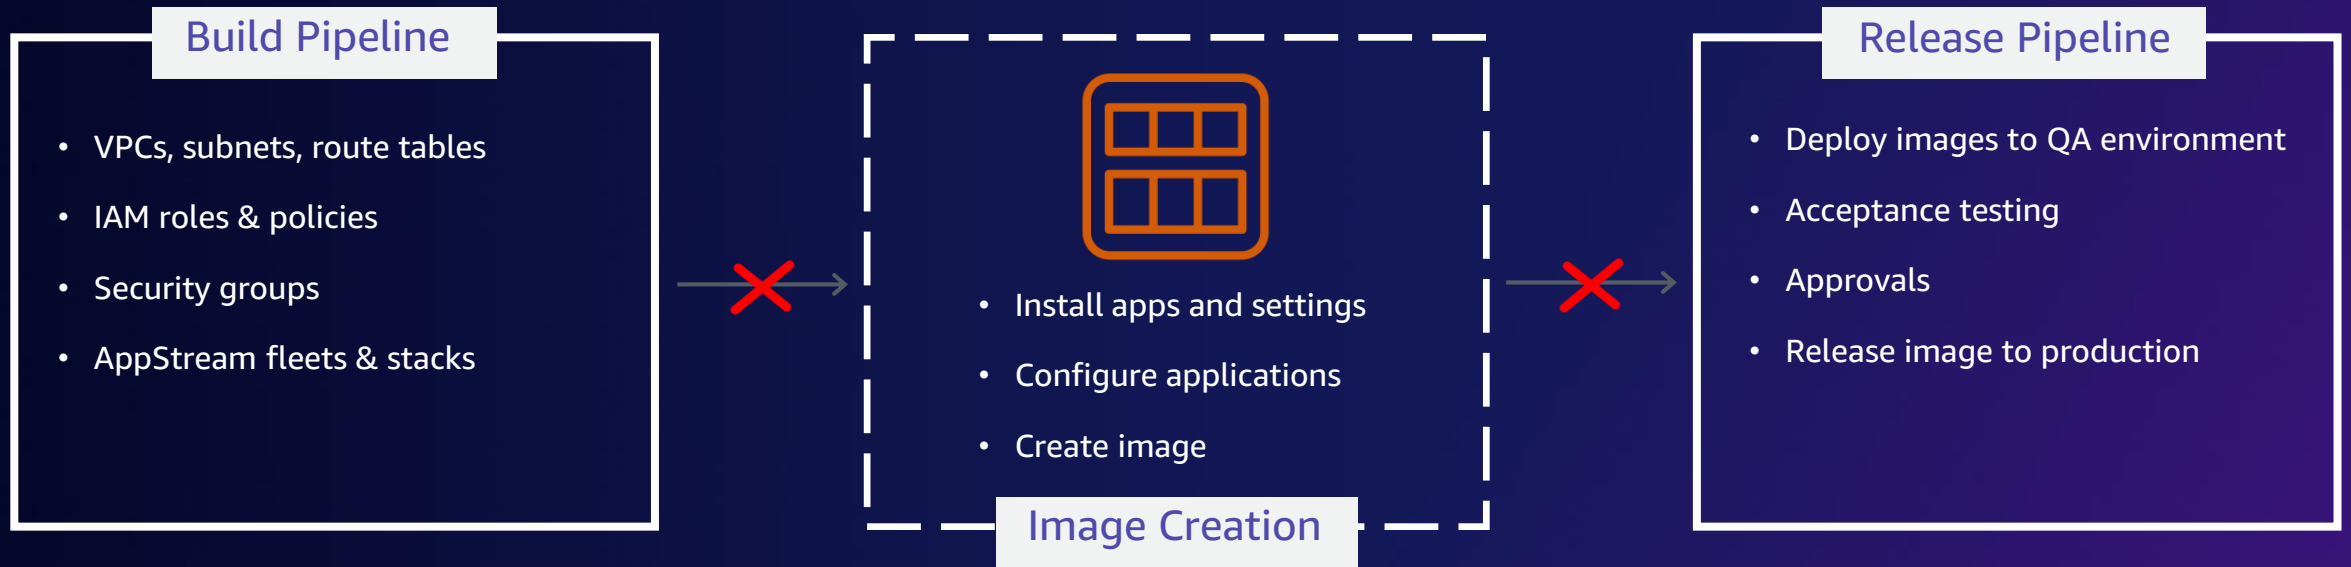 Build Pipeline
• VPCs, subnets, route tables
• IAM roles & policies
• Security groups
• AppStream fleets & stacks
• Install apps and settings
• Configure applications
• Create image
Image Creation
Release Pipeline
• Deploy images to QA environment
• Acceptance testing
• Approvals
• Release image to production